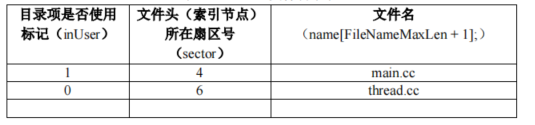 目录项是否使用 文件头（索引节点） 文件名
标记（inUser） 所在扇区号 （name[FileNameMaxLen + 1];）
（sector）
1 4 main.cc
0 6 thread.cc